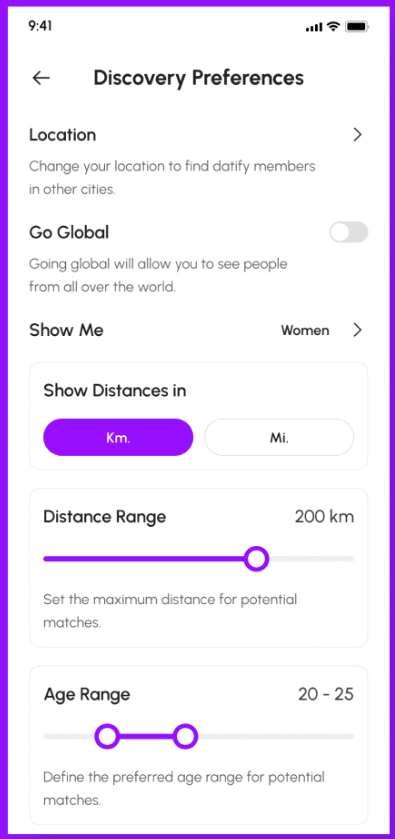 9:41
Discovery Preferences
Location
Change your location to find datify members
in other cities.
Go Global
Going global will allow you to see people
from all over the world.
Show Me Women
Show Distances in
Km. Mi.
Distance Range 200 km
Set the maximum distance for potential
matches.
Age Range 20 - 25
Define the preferred age range for potential
matches.